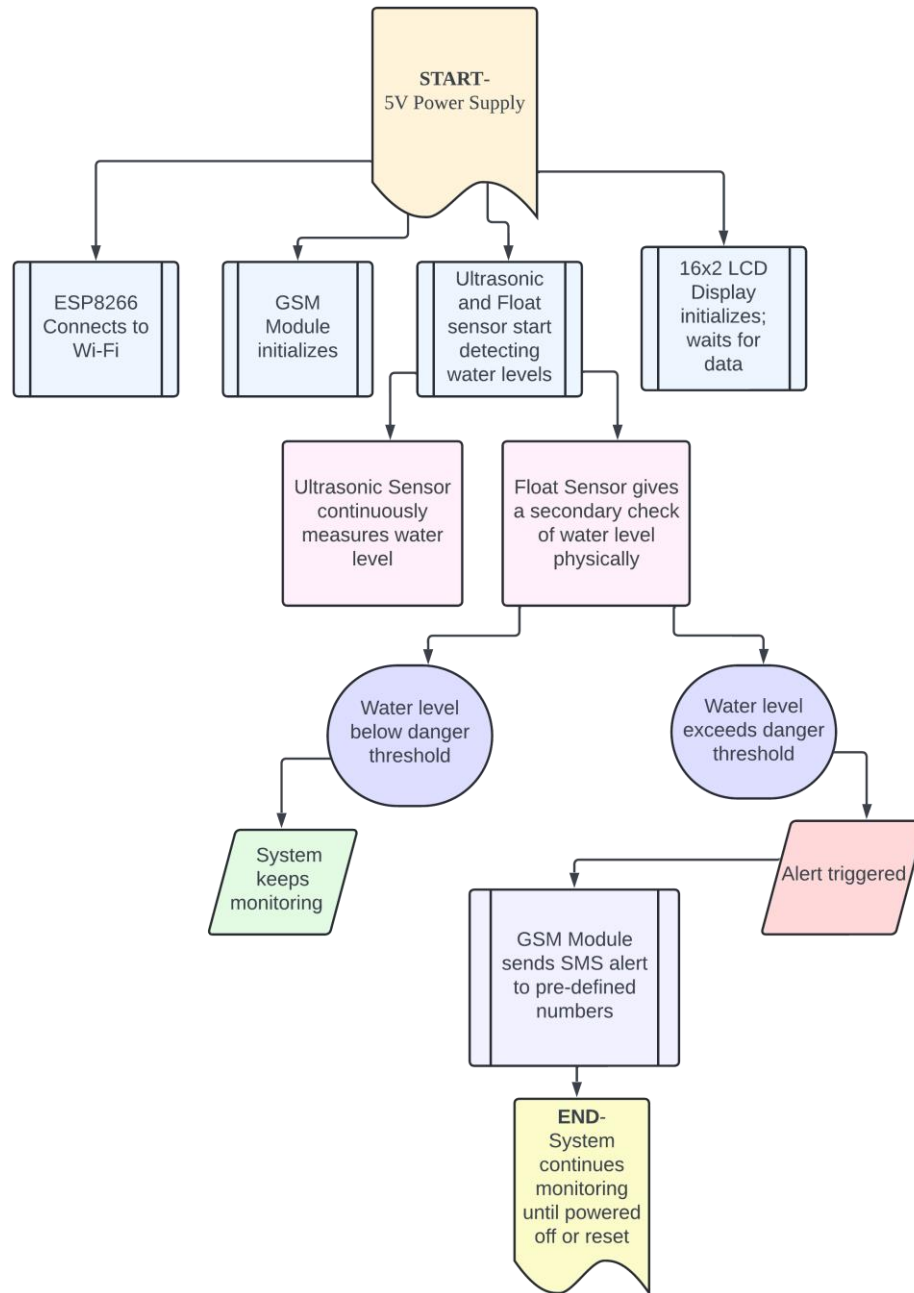 START-
5V Power Supply
ESP8266
Connects to
Wi-Fi
GSM
Module
initializes
Ultrasonic
and Float
sensor start
detecting
water levels
16x2 LCD
Display
initializes;
waits for
data
Ultrasonic Sensor
continuously
measures water
level
Float Sensor gives
a secondary check
of water level
physically
Water level
below danger
threshold
Water level
exceeds danger
threshold
System
keeps
monitoring
Alert triggered
GSM Module
sends SMS alert
to pre-defined
numbers
END-
System
continues
monitoring
until powered
off or reset